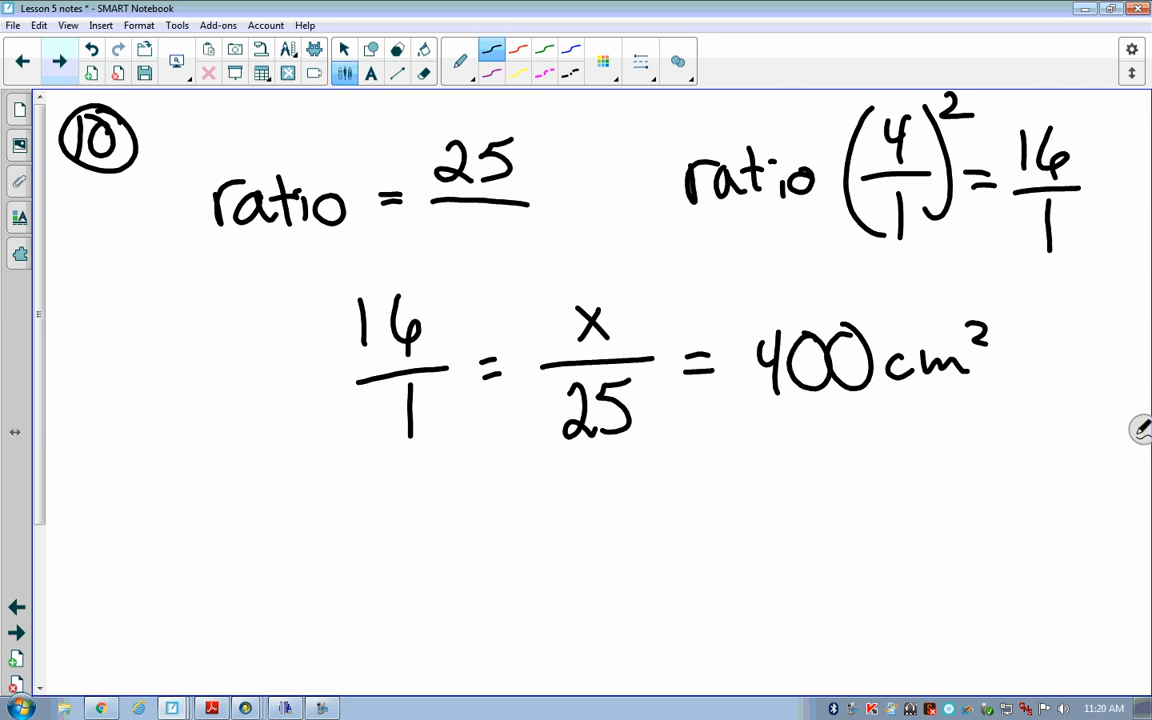 Lesson 5 notes * - SMART Notebook
File Edit View Insert Format Tools Add-ons Account Help
10
ratio = 25/
ratio (4/1)² = 16/1
16/1 = x/25 = 400 cm²
11:20 AM